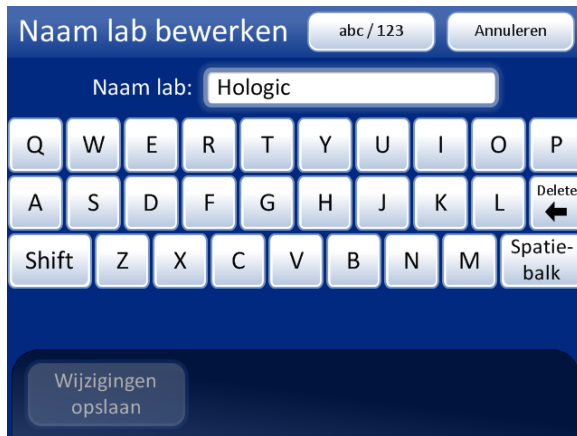 Naam lab bewerken abc / 123 Annuleren
Naam lab: Hologic
Q W E R T Y U I O P
A S D F G H J K L Delete
Shift Z X C V B N M Spatie-
balk
Wijzigingen
opslaan